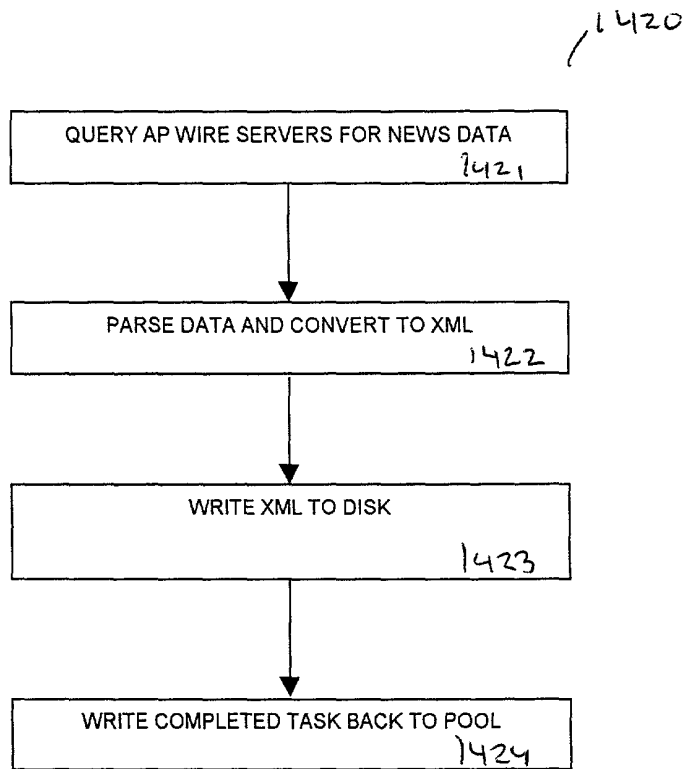 1420
QUERY AP WIRE SERVERS FOR NEWS DATA
1421
PARSE DATA AND CONVERT TO XML
1422
WRITE XML TO DISK
1423
WRITE COMPLETED TASK BACK TO POOL
1424